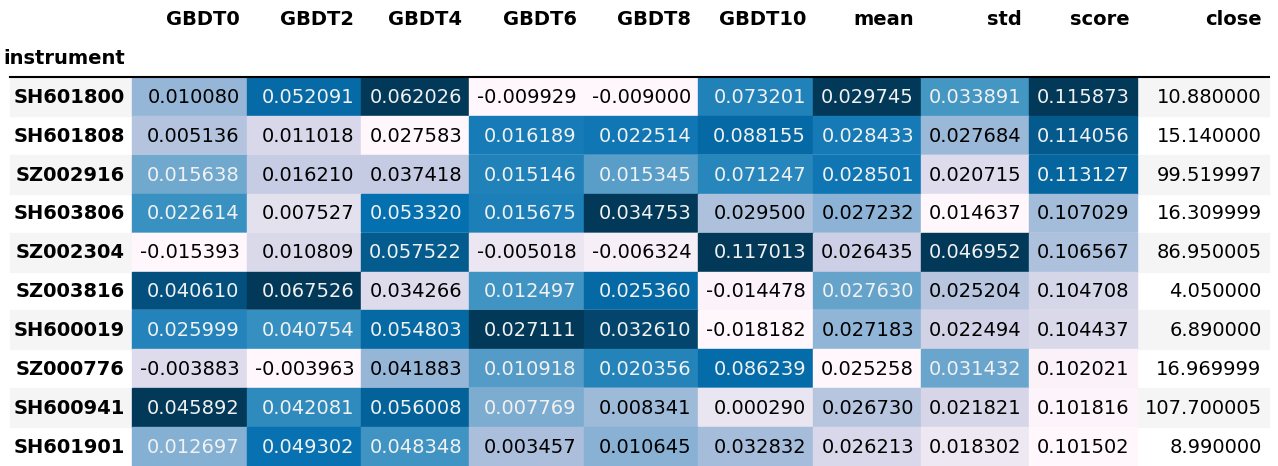 GBDT0 GBDT2 GBDT4 GBDT6 GBDT8 GBDT10 mean std score close
instrument
SH601800 0.010080 0.052091 0.062026 -0.009929 -0.009000 0.073201 0.029745 0.033891 0.115873 10.880000
SH601808 0.005136 0.011018 0.027583 0.016189 0.022514 0.088155 0.028433 0.027684 0.114056 15.140000
SZ002916 0.015638 0.016210 0.037418 0.015146 0.015345 0.071247 0.028501 0.020715 0.113127 99.519997
SH603806 0.022614 0.007527 0.053320 0.015675 0.034753 0.029500 0.027232 0.014637 0.107029 16.309999
SZ002304 -0.015393 0.010809 0.057522 -0.005018 -0.006324 0.117013 0.026435 0.046952 0.106567 86.950005
SZ003816 0.040610 0.067526 0.034266 0.012497 0.025360 -0.014478 0.027630 0.025204 0.104708 4.050000
SH600019 0.025999 0.040754 0.054803 0.027111 0.032610 -0.018182 0.027183 0.022494 0.104437 6.890000
SZ000776 -0.003883 -0.003963 0.041883 0.010918 0.020356 0.086239 0.025258 0.031432 0.102021 16.969999
SH600941 0.045892 0.042081 0.056008 0.007769 0.008341 0.000290 0.026730 0.021821 0.101816 107.700005
SH601901 0.012697 0.049302 0.048348 0.003457 0.010645 0.032832 0.026213 0.018302 0.101502 8.990000